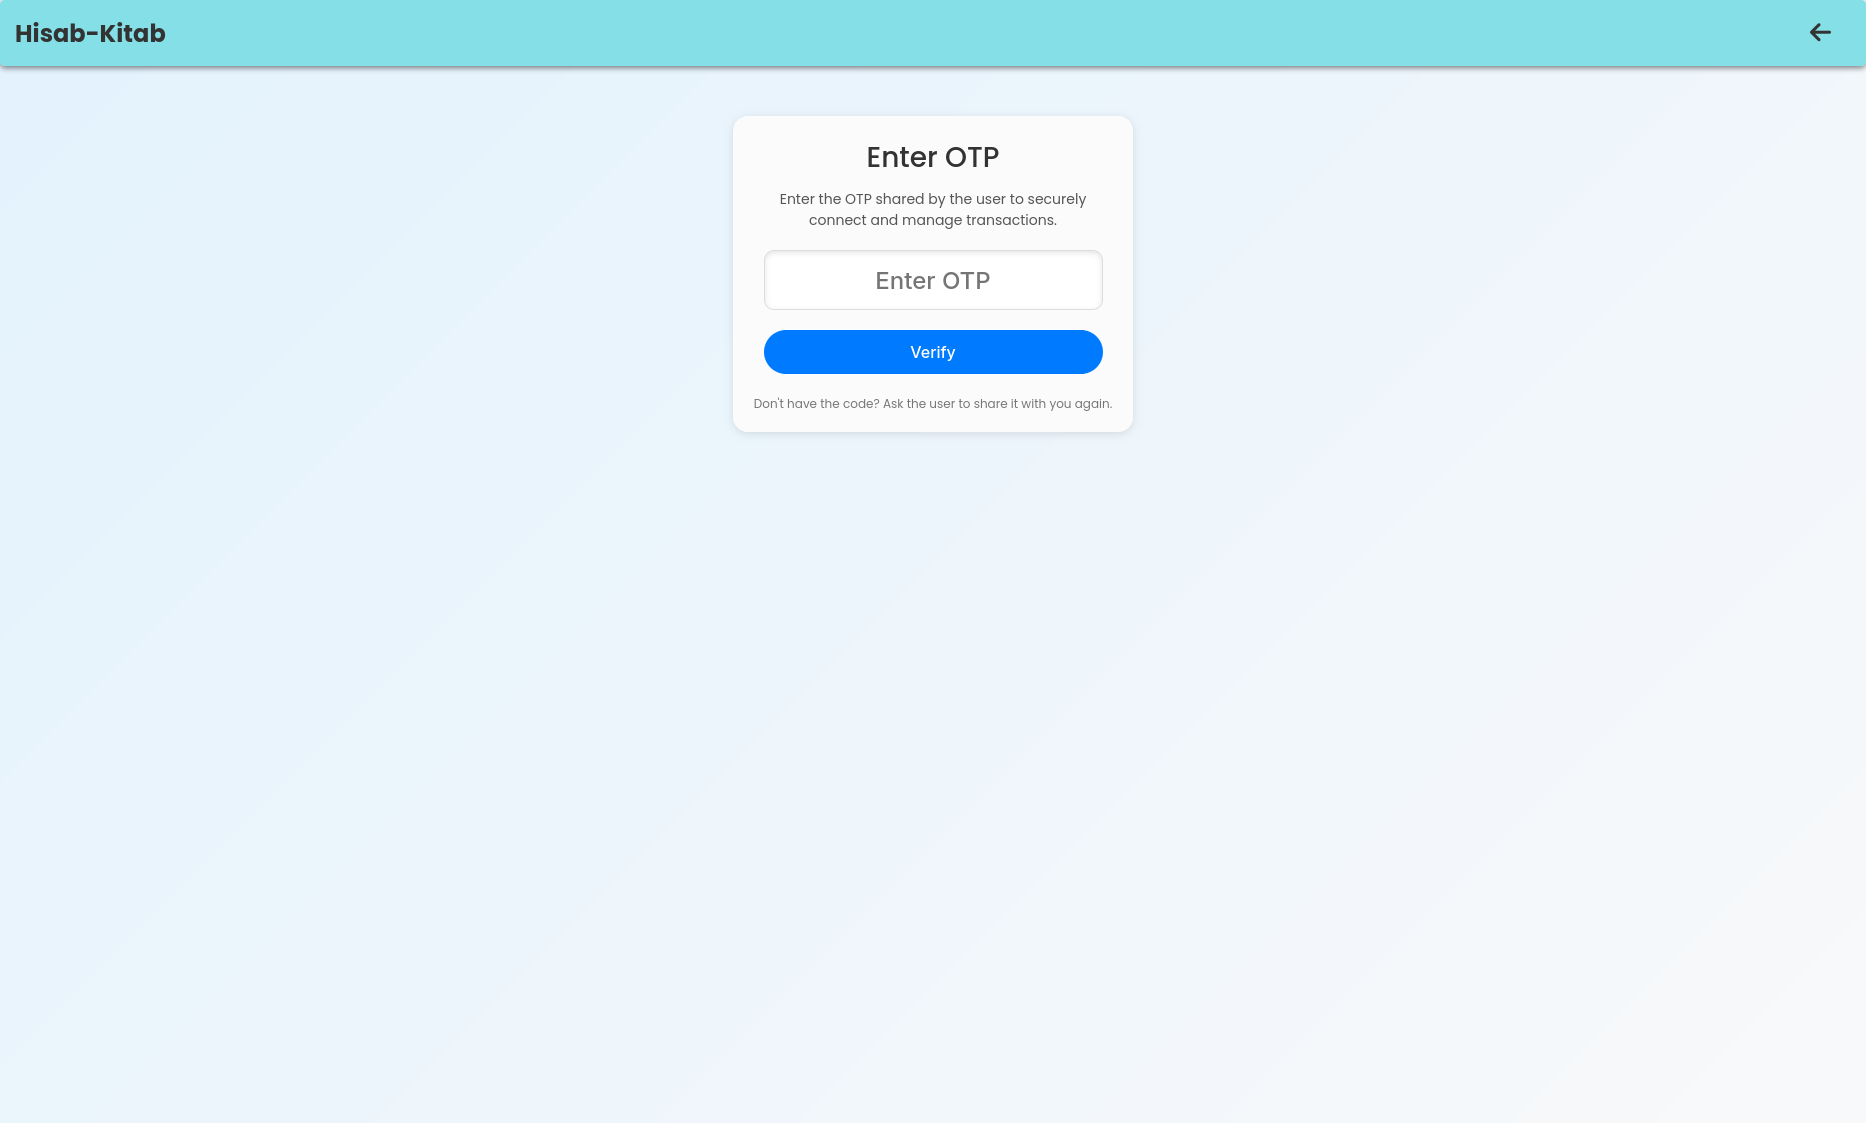 Hisab-Kitab
Enter OTP
Enter the OTP shared by the user to securely
connect and manage transactions.
Enter OTP
Verify
Don't have the code? Ask the user to share it with you again.